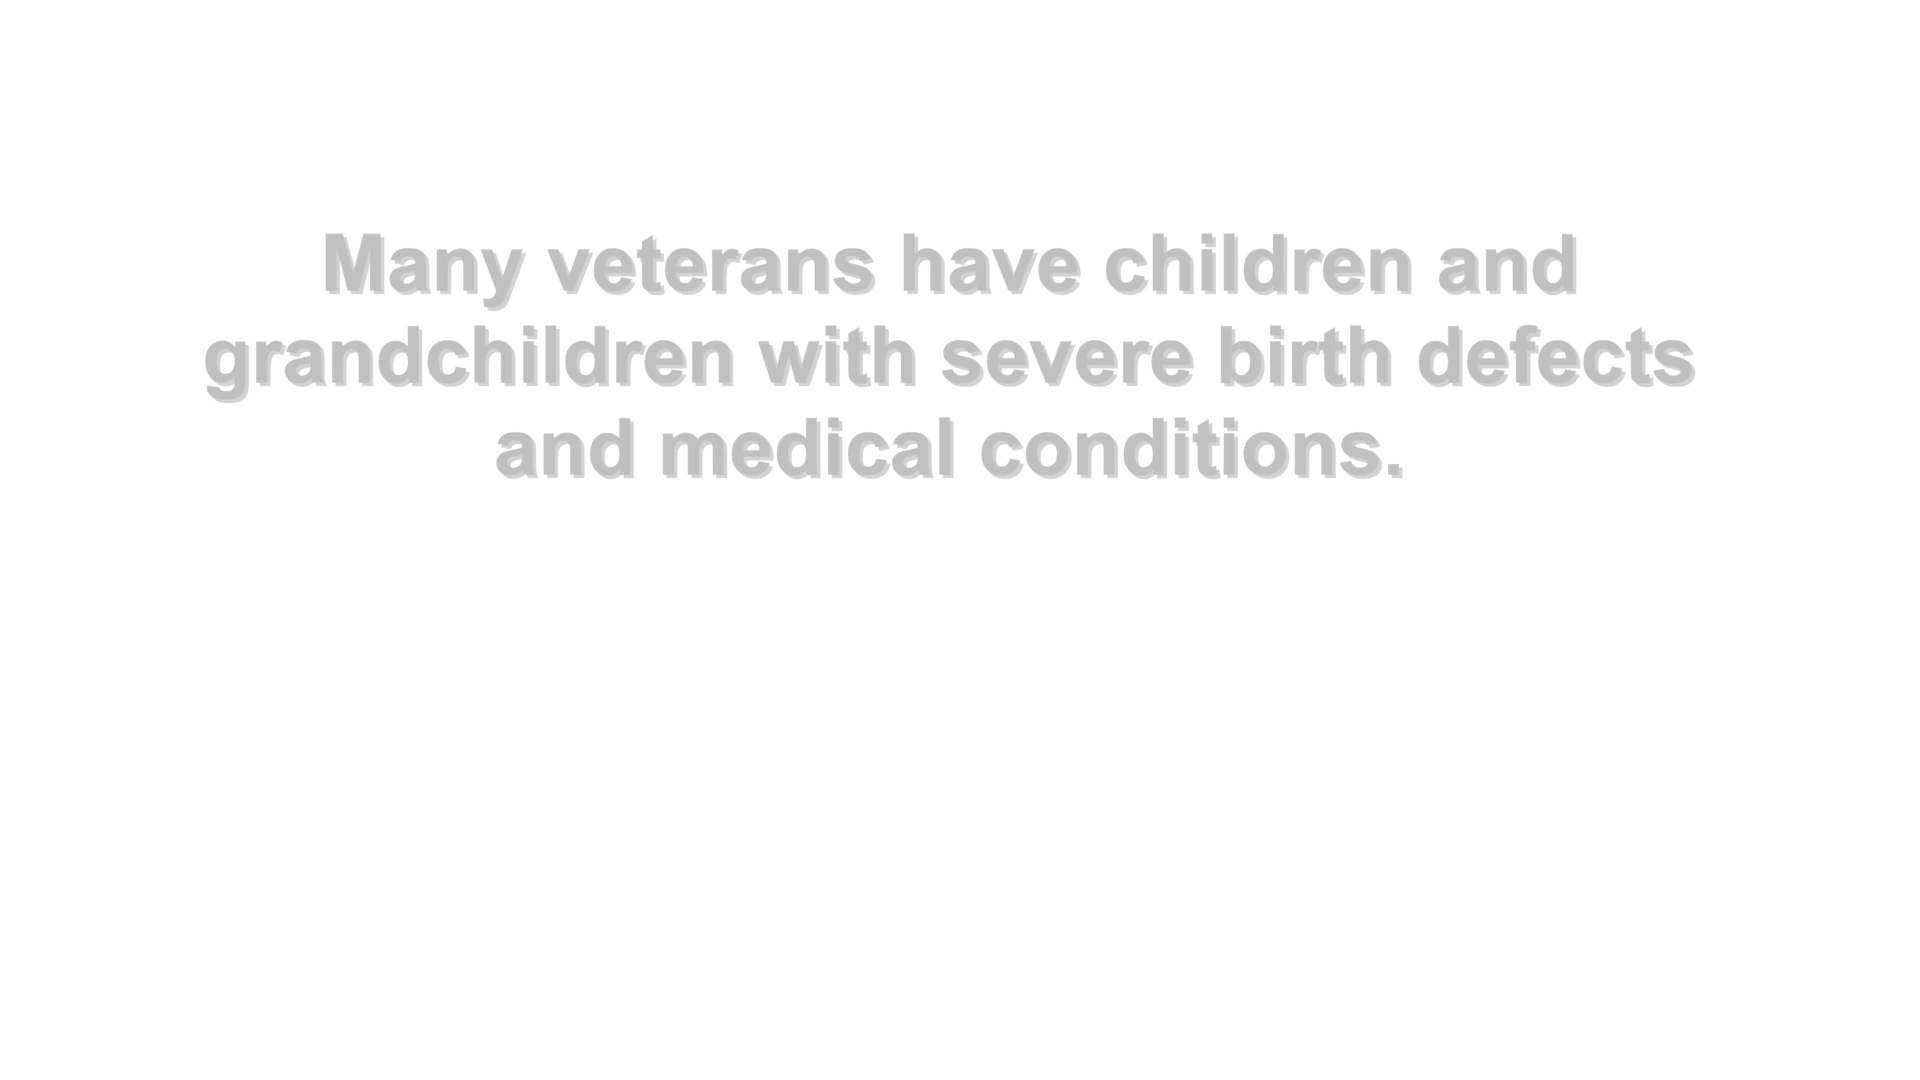 Many veterans have children and
grandchildren with severe birth defects
and medical conditions.